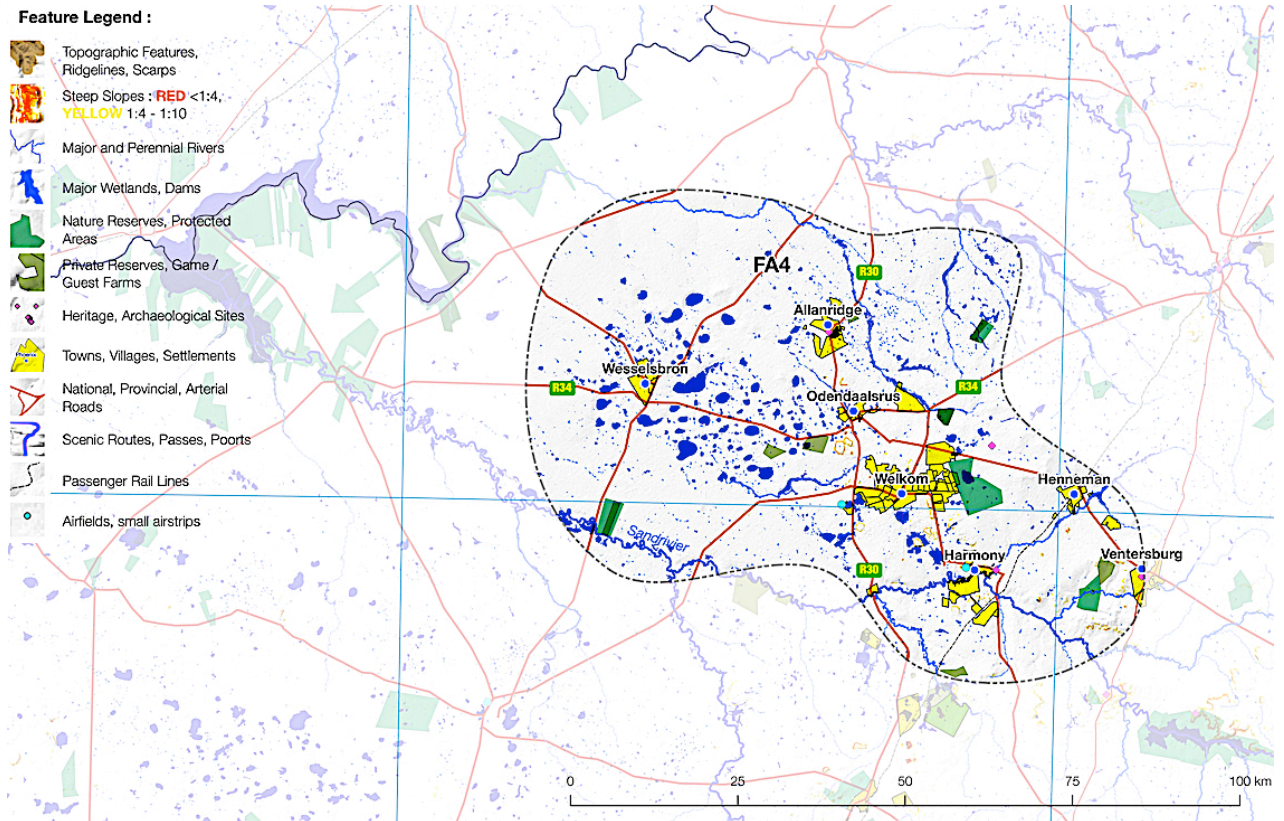 Feature Legend :
Topographic Features,
Ridgelines, Scarps
Steep Slopes : RED <1:4,
YELLOW 1:4 - 1:10
Major and Perennial Rivers
Major Wetlands, Dams
Nature Reserves, Protected
Areas
Private Reserves, Game /
Guest Farms
Heritage, Archaeological Sites
Towns, Villages, Settlements
National, Provincial, Arterial
Roads
Scenic Routes, Passes, Poorts
Passenger Rail Lines
Airfields, small airstrips
FA4
R30
Allanridge
Wesselsbron
R34
R34
Odendaalsrus
Welkom
Henneman
Sandrivier
Harmony
Ventersburg
R30
0 25 50 75 100 km